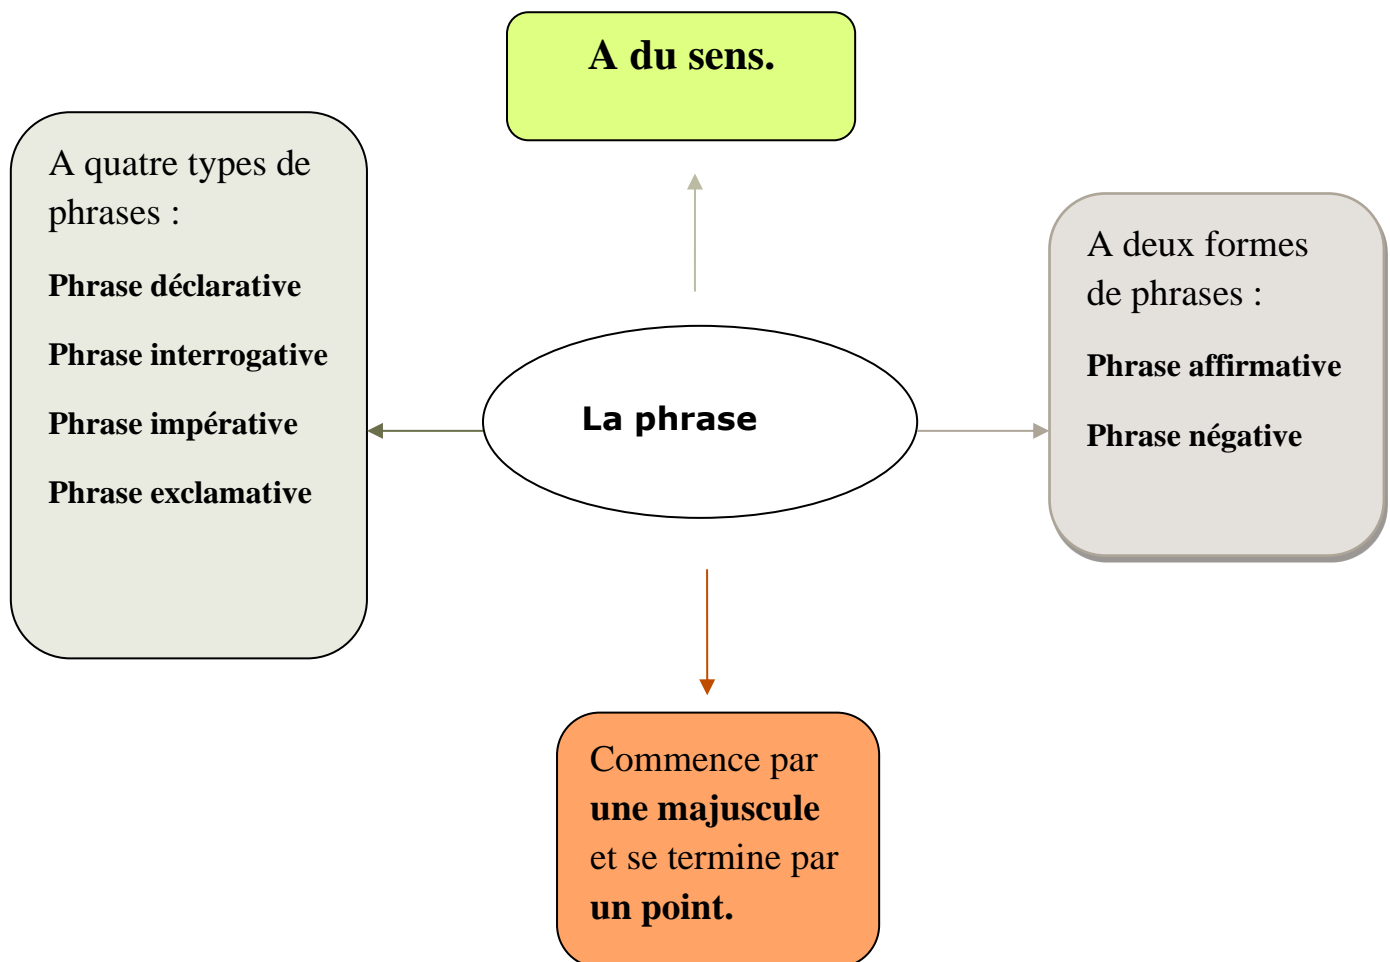 A du sens.
A quatre types de
phrases :
Phrase déclarative
Phrase interrogative
Phrase impérative
Phrase exclamative
La phrase
A deux formes
de phrases :
Phrase affirmative
Phrase négative
Commence par
une majuscule
et se termine par
un point.